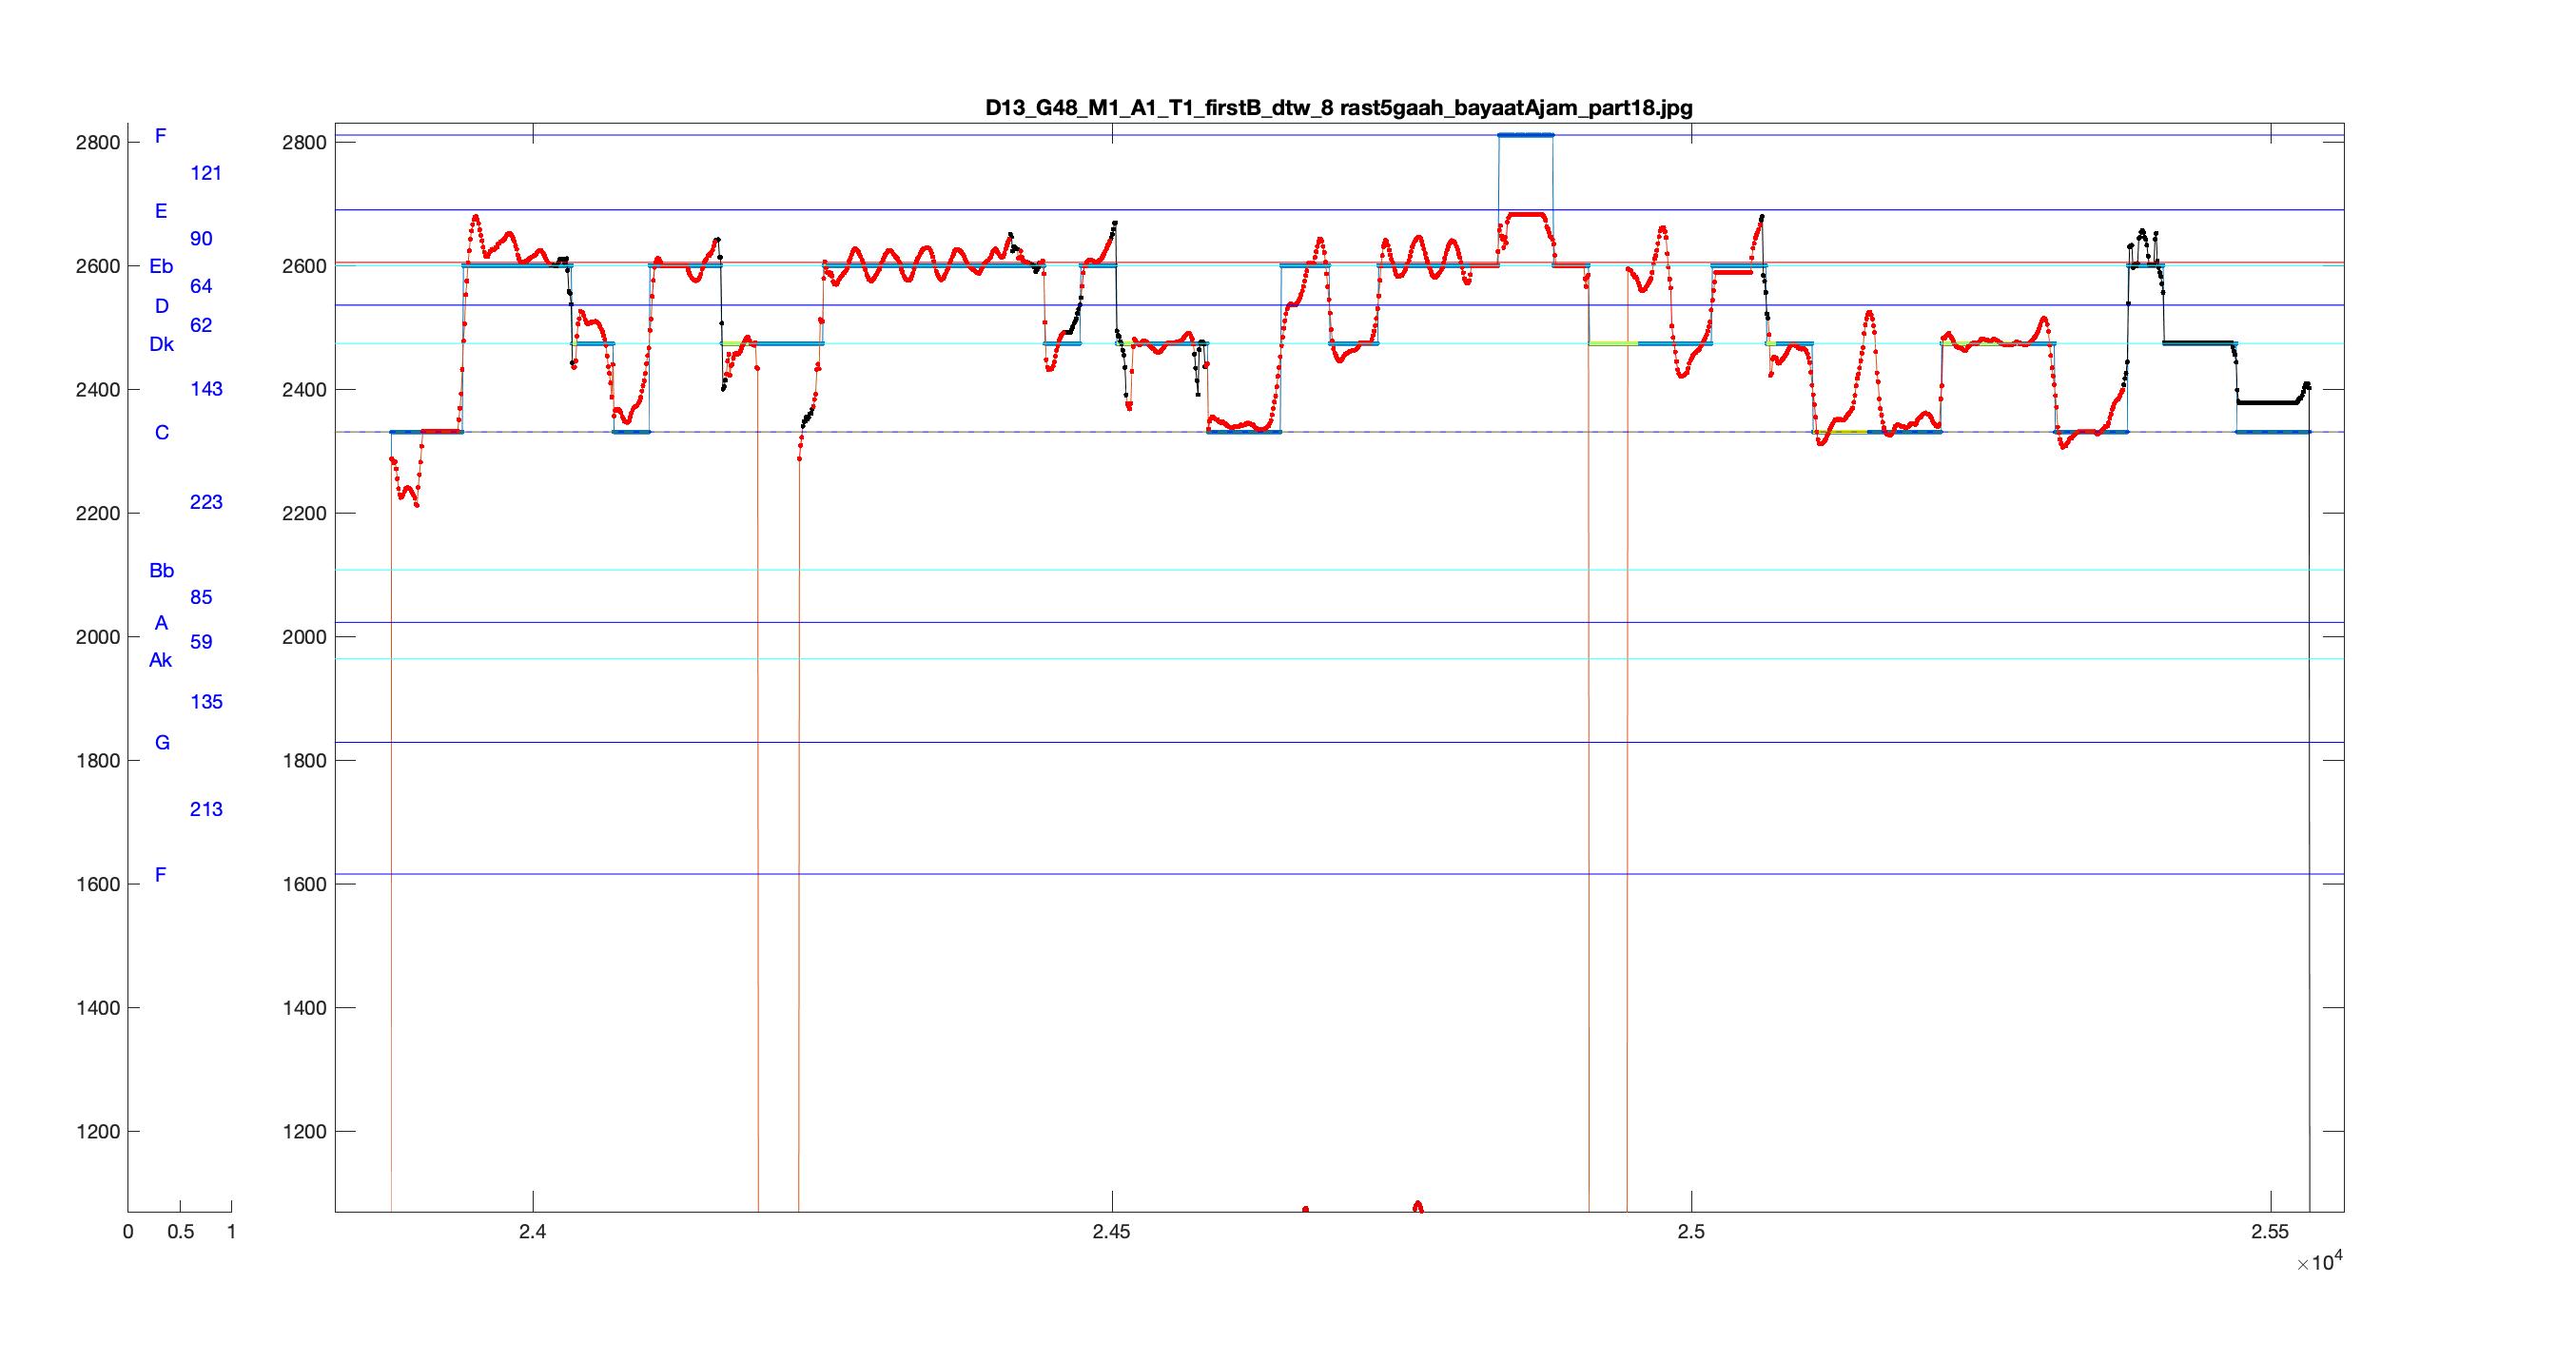 D13_G48_M1_A1_T1_firstB_dtw_8 rast5gaah_bayaatAjam_part18.jpg
2800 F 2800
121
E
90
2600 Eb 2600
64
D
62
Dk
2400 143 2400
C
2200 223 2200
Bb
85
2000 A 2000
59
Ak
135
1800 G 1800
213
1600 F 1600
1400 1400
1200 1200
0 0.5 1 2.4 2.45 2.5 2.55
×10^4